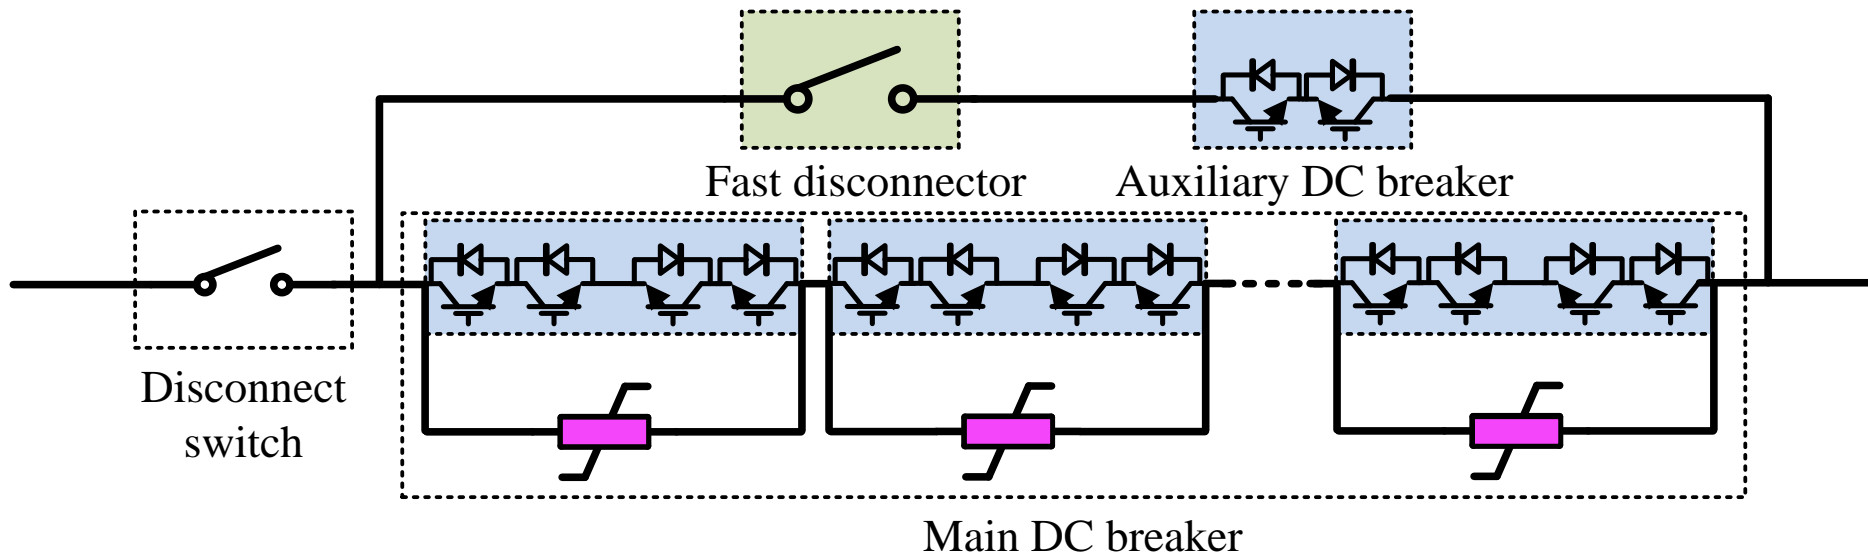 Fast disconnector
Auxiliary DC breaker
Disconnect
switch
Main DC breaker